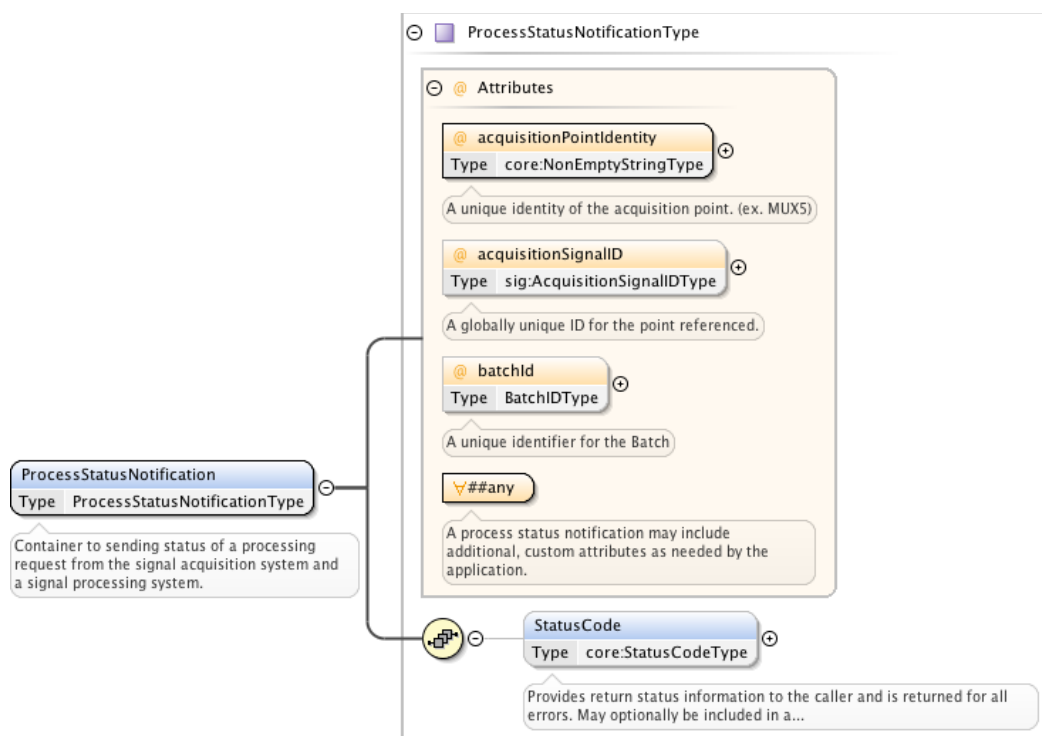 ProcessStatusNotificationType
@ Attributes
@ acquisitionPointIdentity
Type core:NonEmptyStringType
A unique identity of the acquisition point. (ex. MUX5)
@ acquisitionSignalID
Type sig:AcquisitionSignalIDType
A globally unique ID for the point referenced.
@ batchId
Type BatchIDType
A unique identifier for the Batch
∀##any
A process status notification may include
additional, custom attributes as needed by the
application.
ProcessStatusNotification
Type ProcessStatusNotificationType
Container to sending status of a processing
request from the signal acquisition system and
a signal processing system.
StatusCode
Type core:StatusCodeType
Provides return status information to the caller and is returned for all
errors. May optionally be included in a...